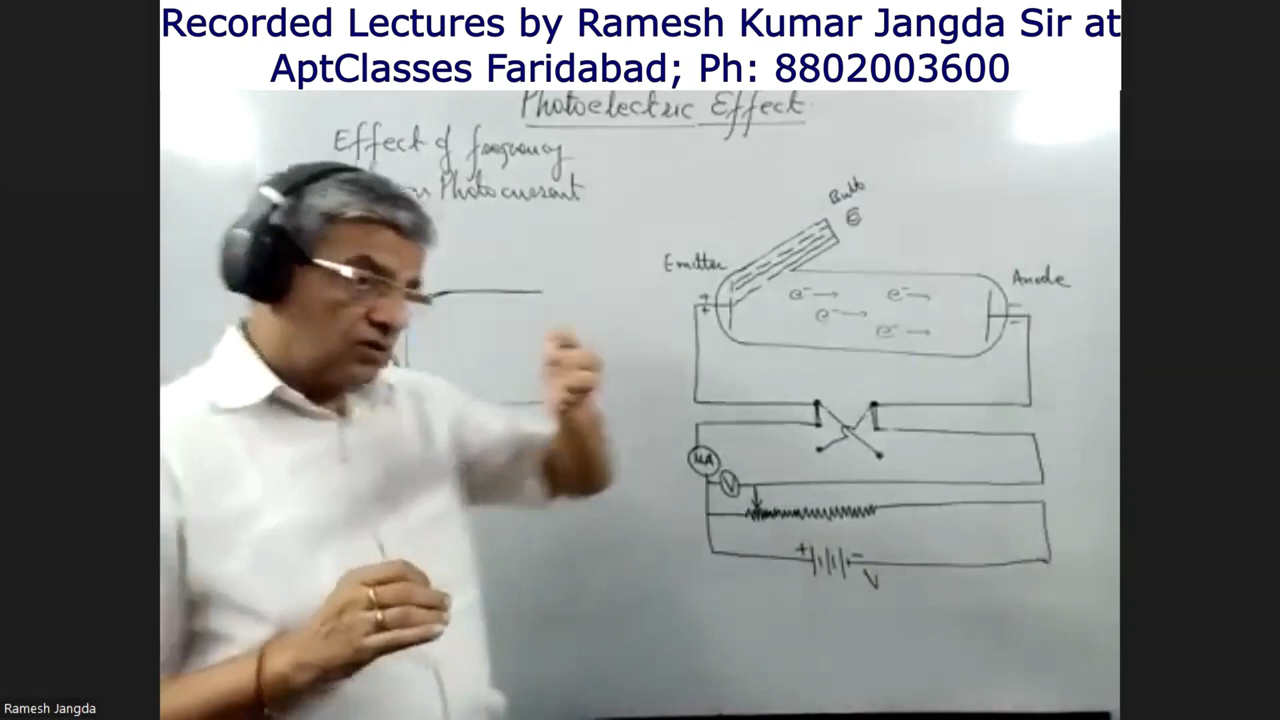 Recorded Lectures by Ramesh Kumar Jangda Sir at
AptClasses Faridabad; Ph: 8802003600
Photoelectric Effect
Effect of frequency
on Photocurrent
Bulb
Emitter
Anode
+
+
e⁻ → e⁻ →
e⁻ →
e⁻ →
-
-
μA
V
+ -
V
Ramesh Jangda